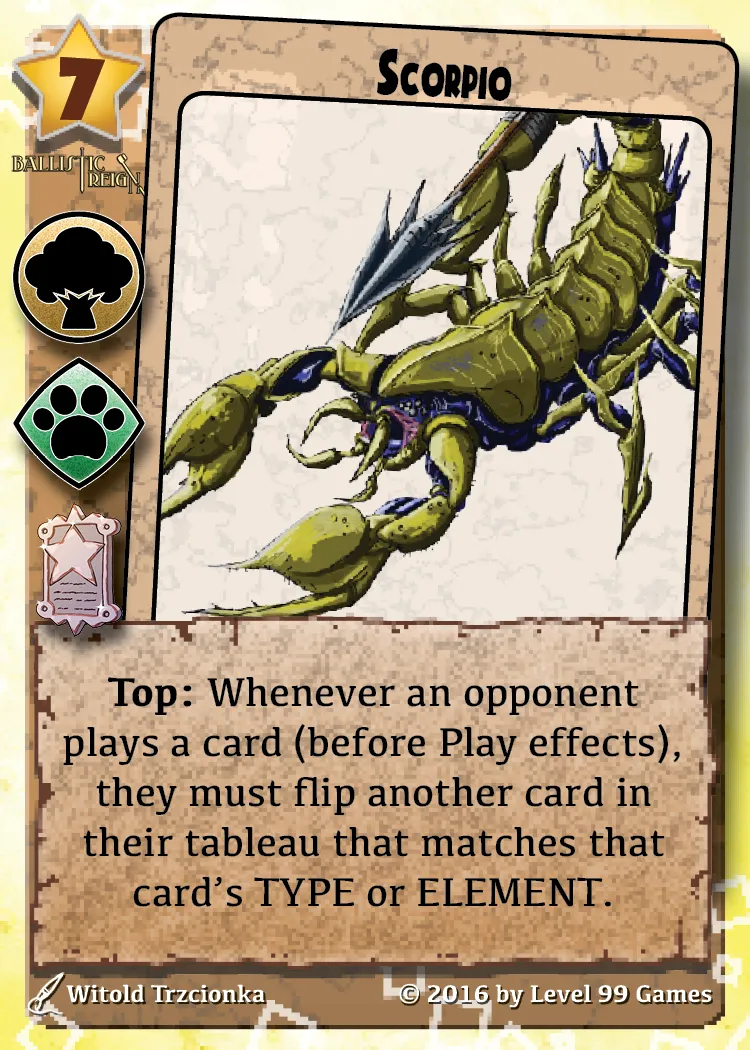 7
SCORPIO
BALLISTIC
REIGN
Top: Whenever an opponent
plays a card (before Play effects),
they must flip another card in
their tableau that matches that
card's TYPE or ELEMENT.
Witold Trzcionka
© 2016 by Level 99 Games